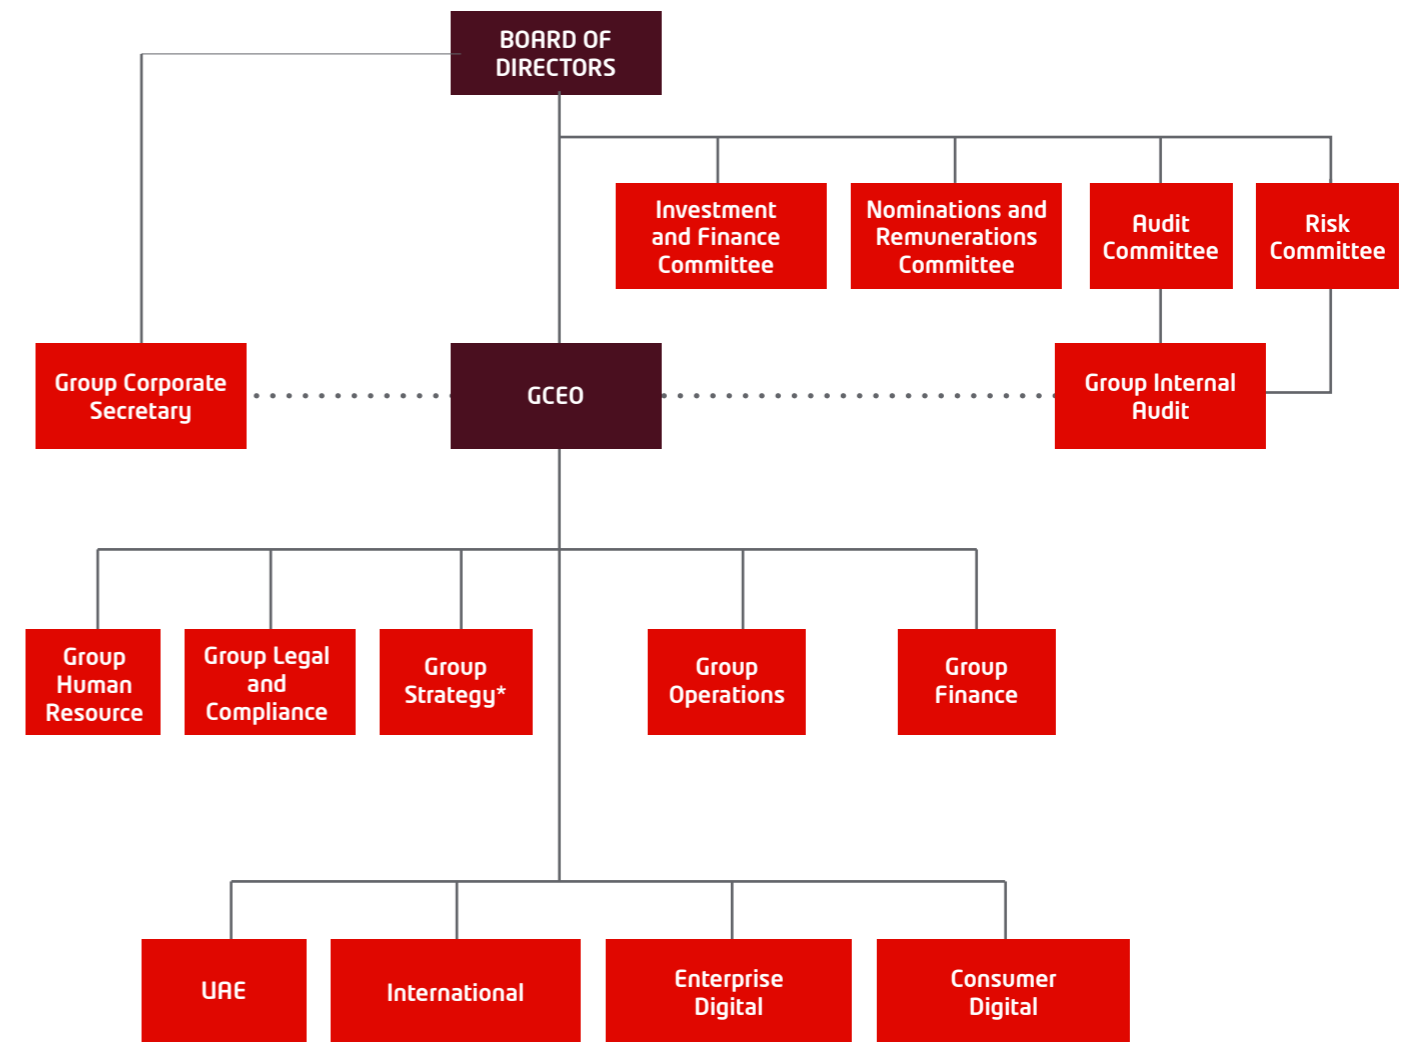 BOARD OF
DIRECTORS
Investment
and Finance
Committee
Nominations and
Remunerations
Committee
Audit
Committee
Risk
Committee
Group Corporate
Secretary
GCEO
Group Internal
Audit
Group
Human
Resource
Group Legal
and
Compliance
Group
Strategy*
Group
Operations
Group
Finance
UAE
International
Enterprise
Digital
Consumer
Digital